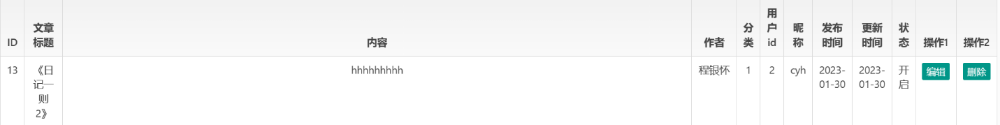 ID 文章标题 内容 作者 分类 用户id 昵称 发布时间 更新时间 状态 操作1 操作2
13 《日记一则2》 hhhhhhhhh 程银怀 1 2 cyh 2023-01-30 2023-01-30 开启 编辑 删除